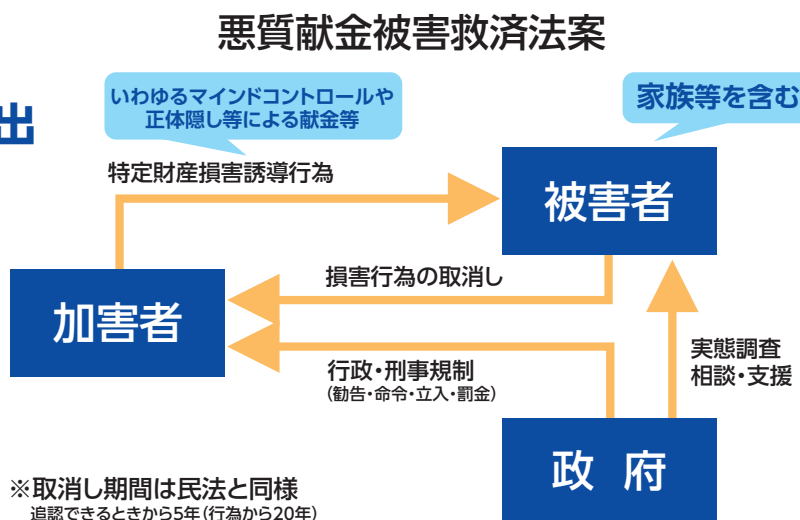 悪質献金被害救済法案
出
いわゆるマインドコントロールや
正体隠し等による献金等
家族等を含む
特定財産損害誘導行為
被害者
損害行為の取消し
加害者
行政・刑事規制
(勧告・命令・立入・罰金)
実態調査
相談・支援
政 府
※取消し期間は民法と同様
追認できるときから5年(行為から20年)